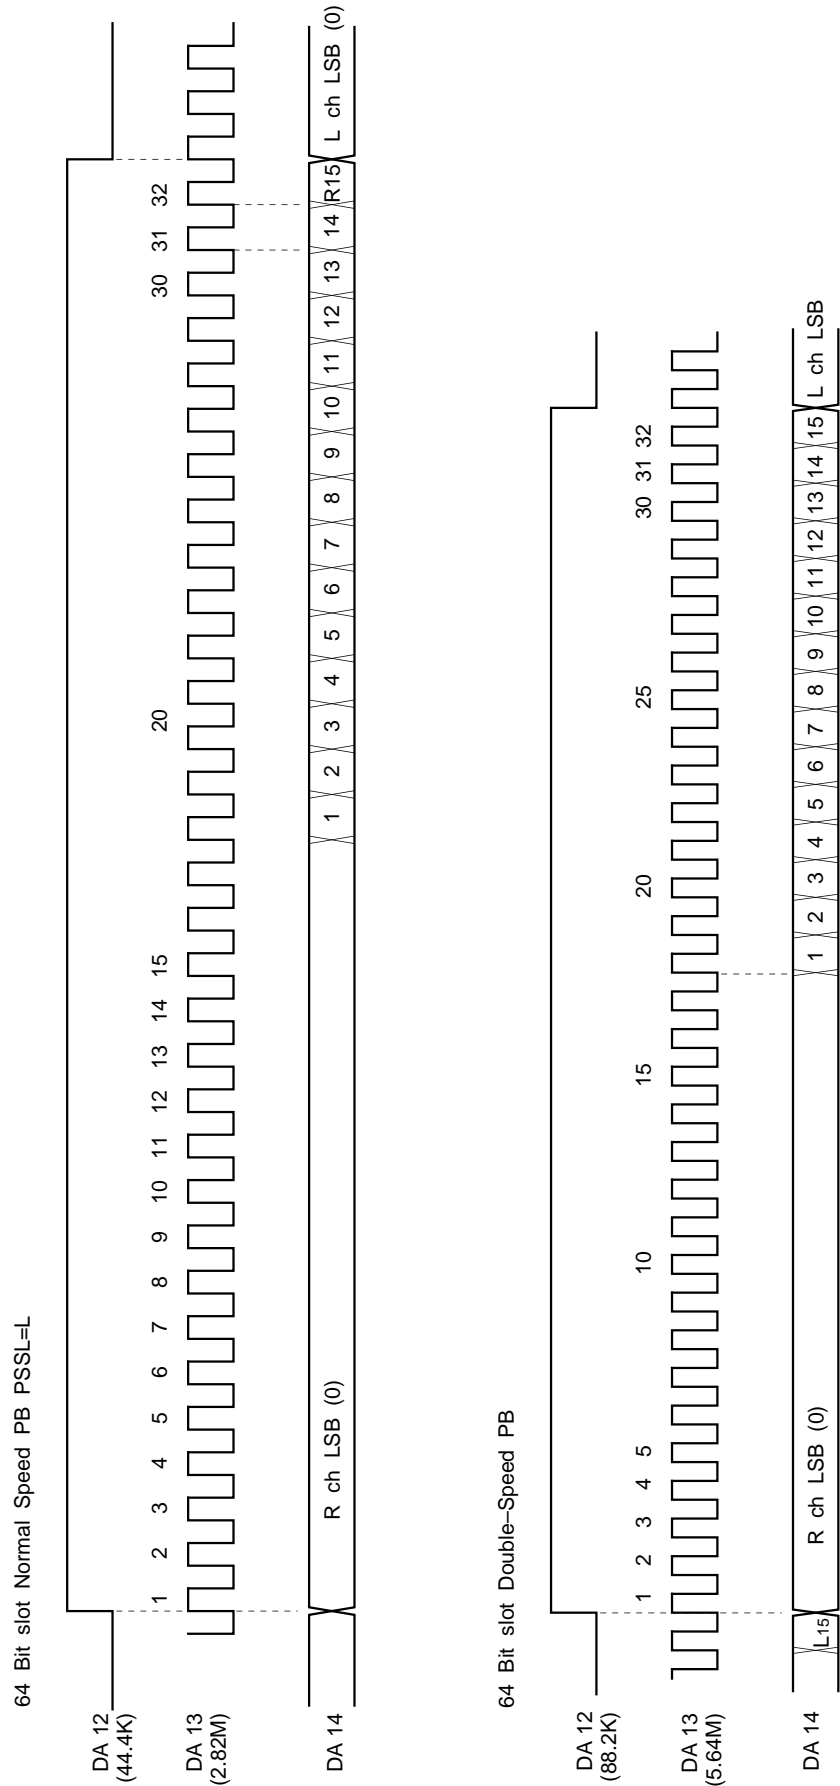 64 Bit slot Normal Speed PB PSSL=L
DA 12
(44.4K)
DA 13
(2.82M)
1 2 3 4 5 6 7 8 9 10 11 12 13 14 15 20 30 31 32
DA 14
R ch LSB (0) 1 2 3 4 5 6 7 8 9 10 11 12 13 14 R15 L ch LSB (0)
64 Bit slot Double–Speed PB
DA 12
(88.2K)
DA 13
(5.64M)
1 2 3 4 5 10 15 20 25 30 31 32
DA 14
L15 R ch LSB (0) 1 2 3 4 5 6 7 8 9 10 11 12 13 14 15 L ch LSB